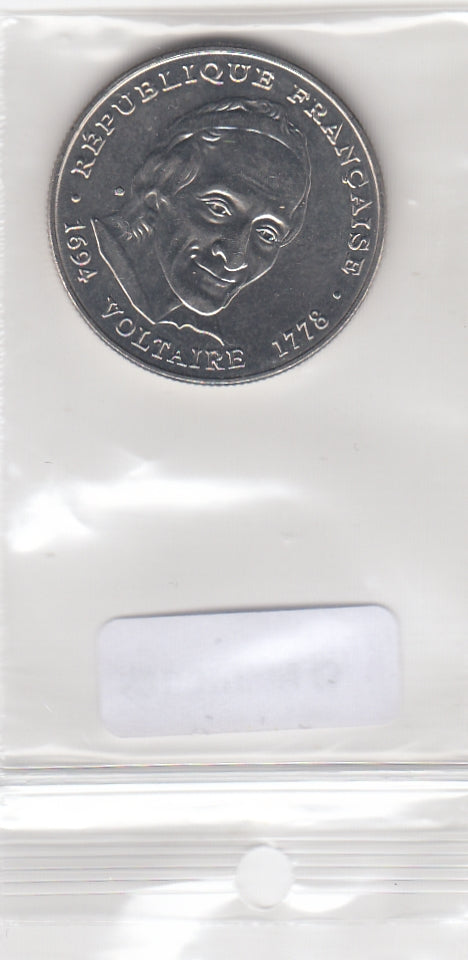 · RÉPUBLIQUE FRANÇAISE ·
1694 VOLTAIRE 1778